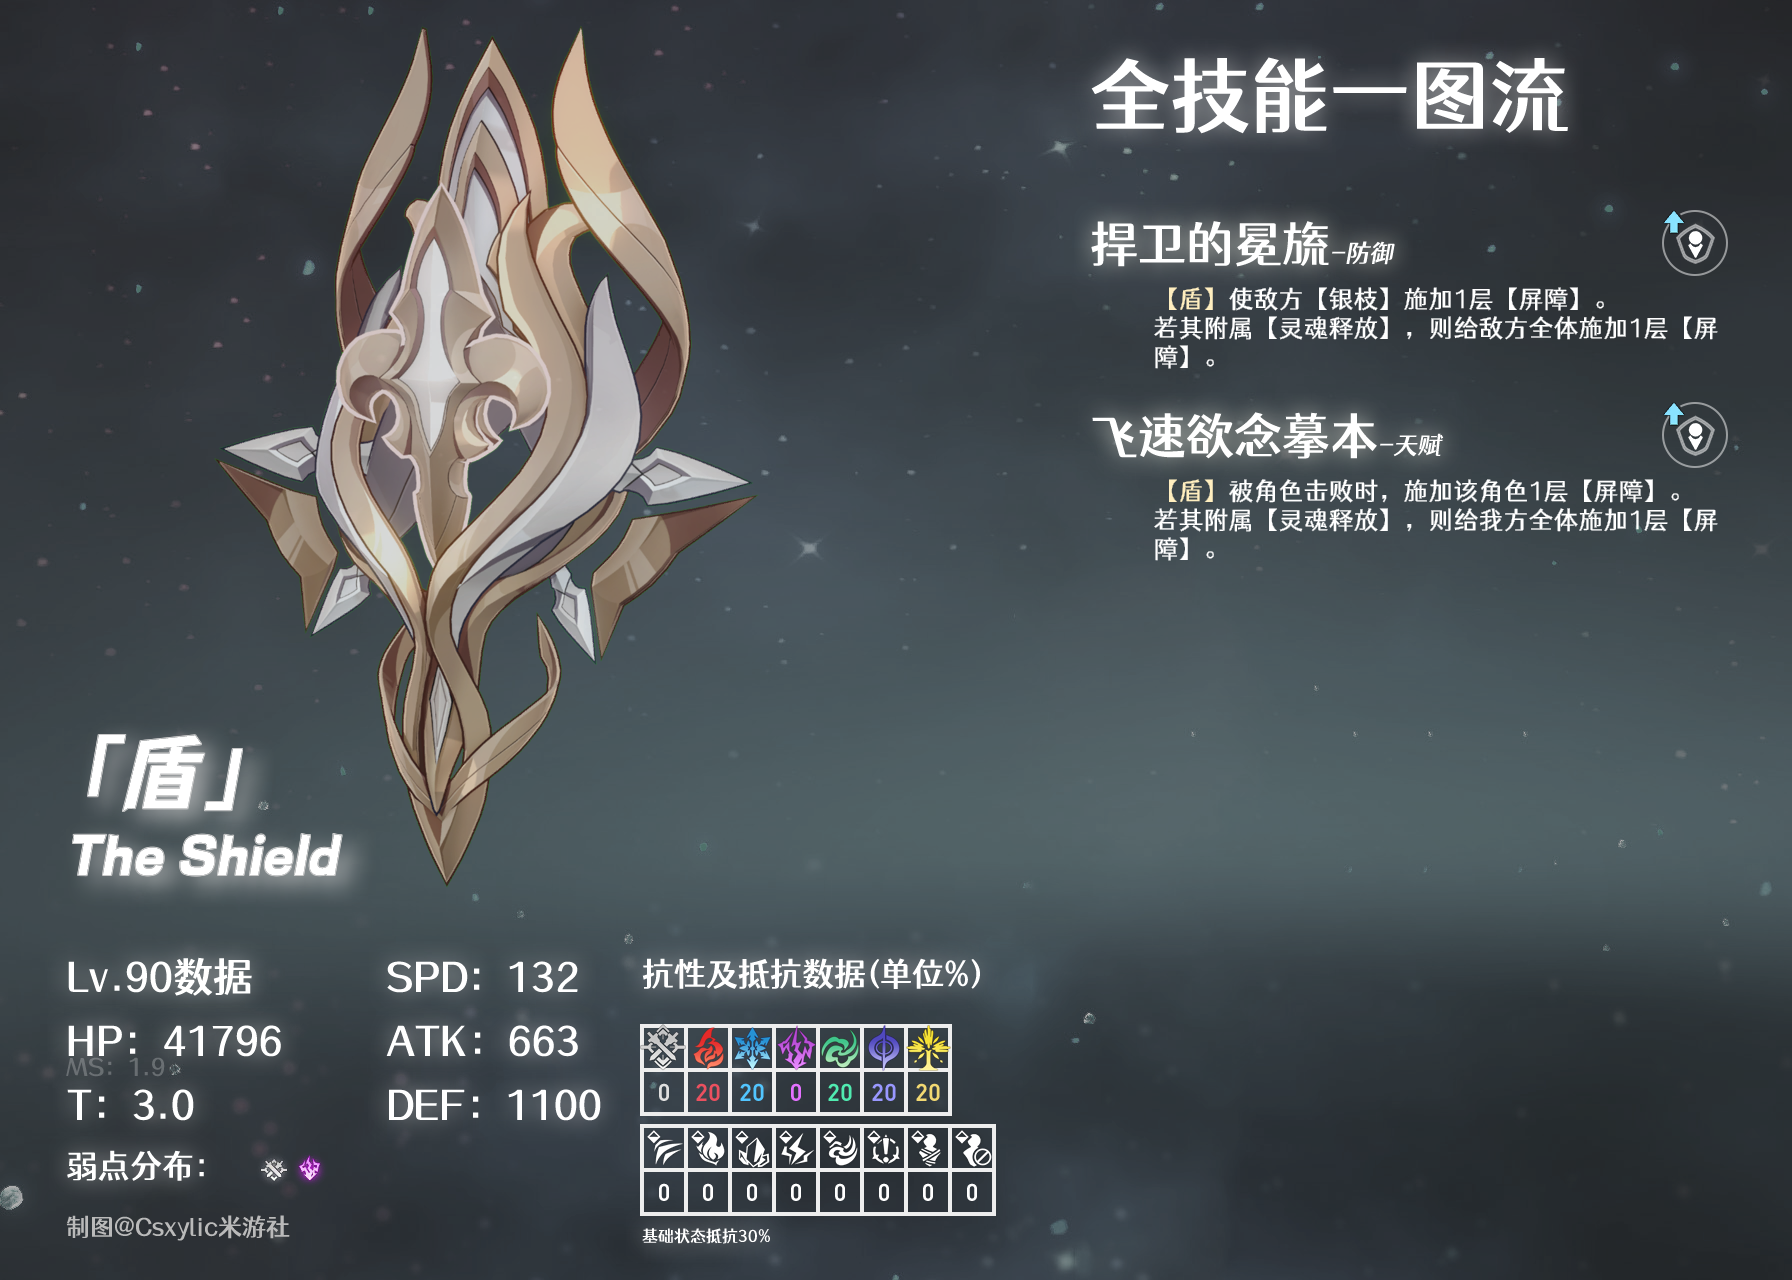 全技能一图流
捍卫的冕旒-防御
【盾】使敌方【银枝】施加1层【屏障】。
若其附属【灵魂释放】，则给敌方全体施加1层【屏
障】。
飞速欲念摹本-天赋
【盾】被角色击败时，施加该角色1层【屏障】。
若其附属【灵魂释放】，则给我方全体施加1层【屏
障】。
「盾」
The Shield
Lv.90数据
SPD：132
HP：41796
ATK：663
MS：1.9
T：3.0
DEF：1100
弱点分布：
制图@Csxylic米游社
抗性及抵抗数据(单位%)
0 20 20 0 20 20 20
0 0 0 0 0 0 0 0
基础状态抵抗30%